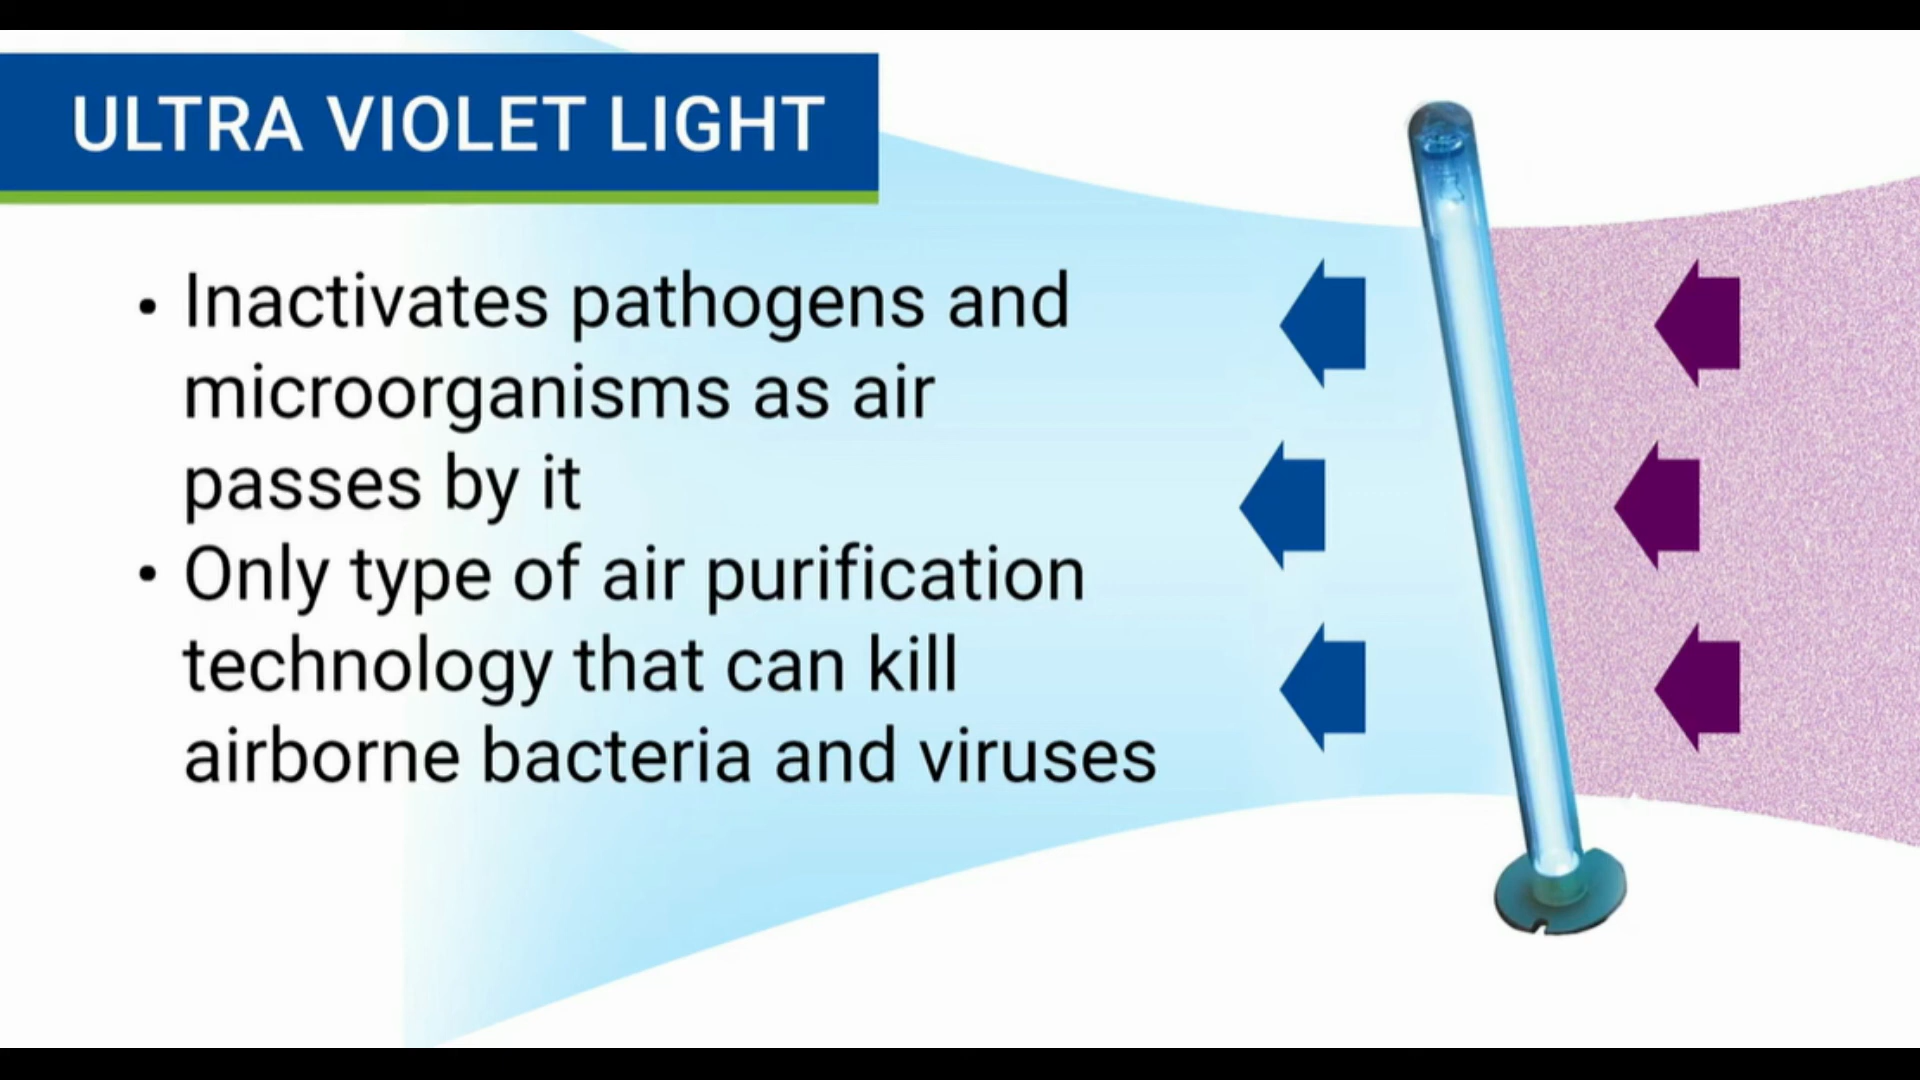 ULTRA VIOLET LIGHT
• Inactivates pathogens and
microorganisms as air
passes by it
• Only type of air purification
technology that can kill
airborne bacteria and viruses